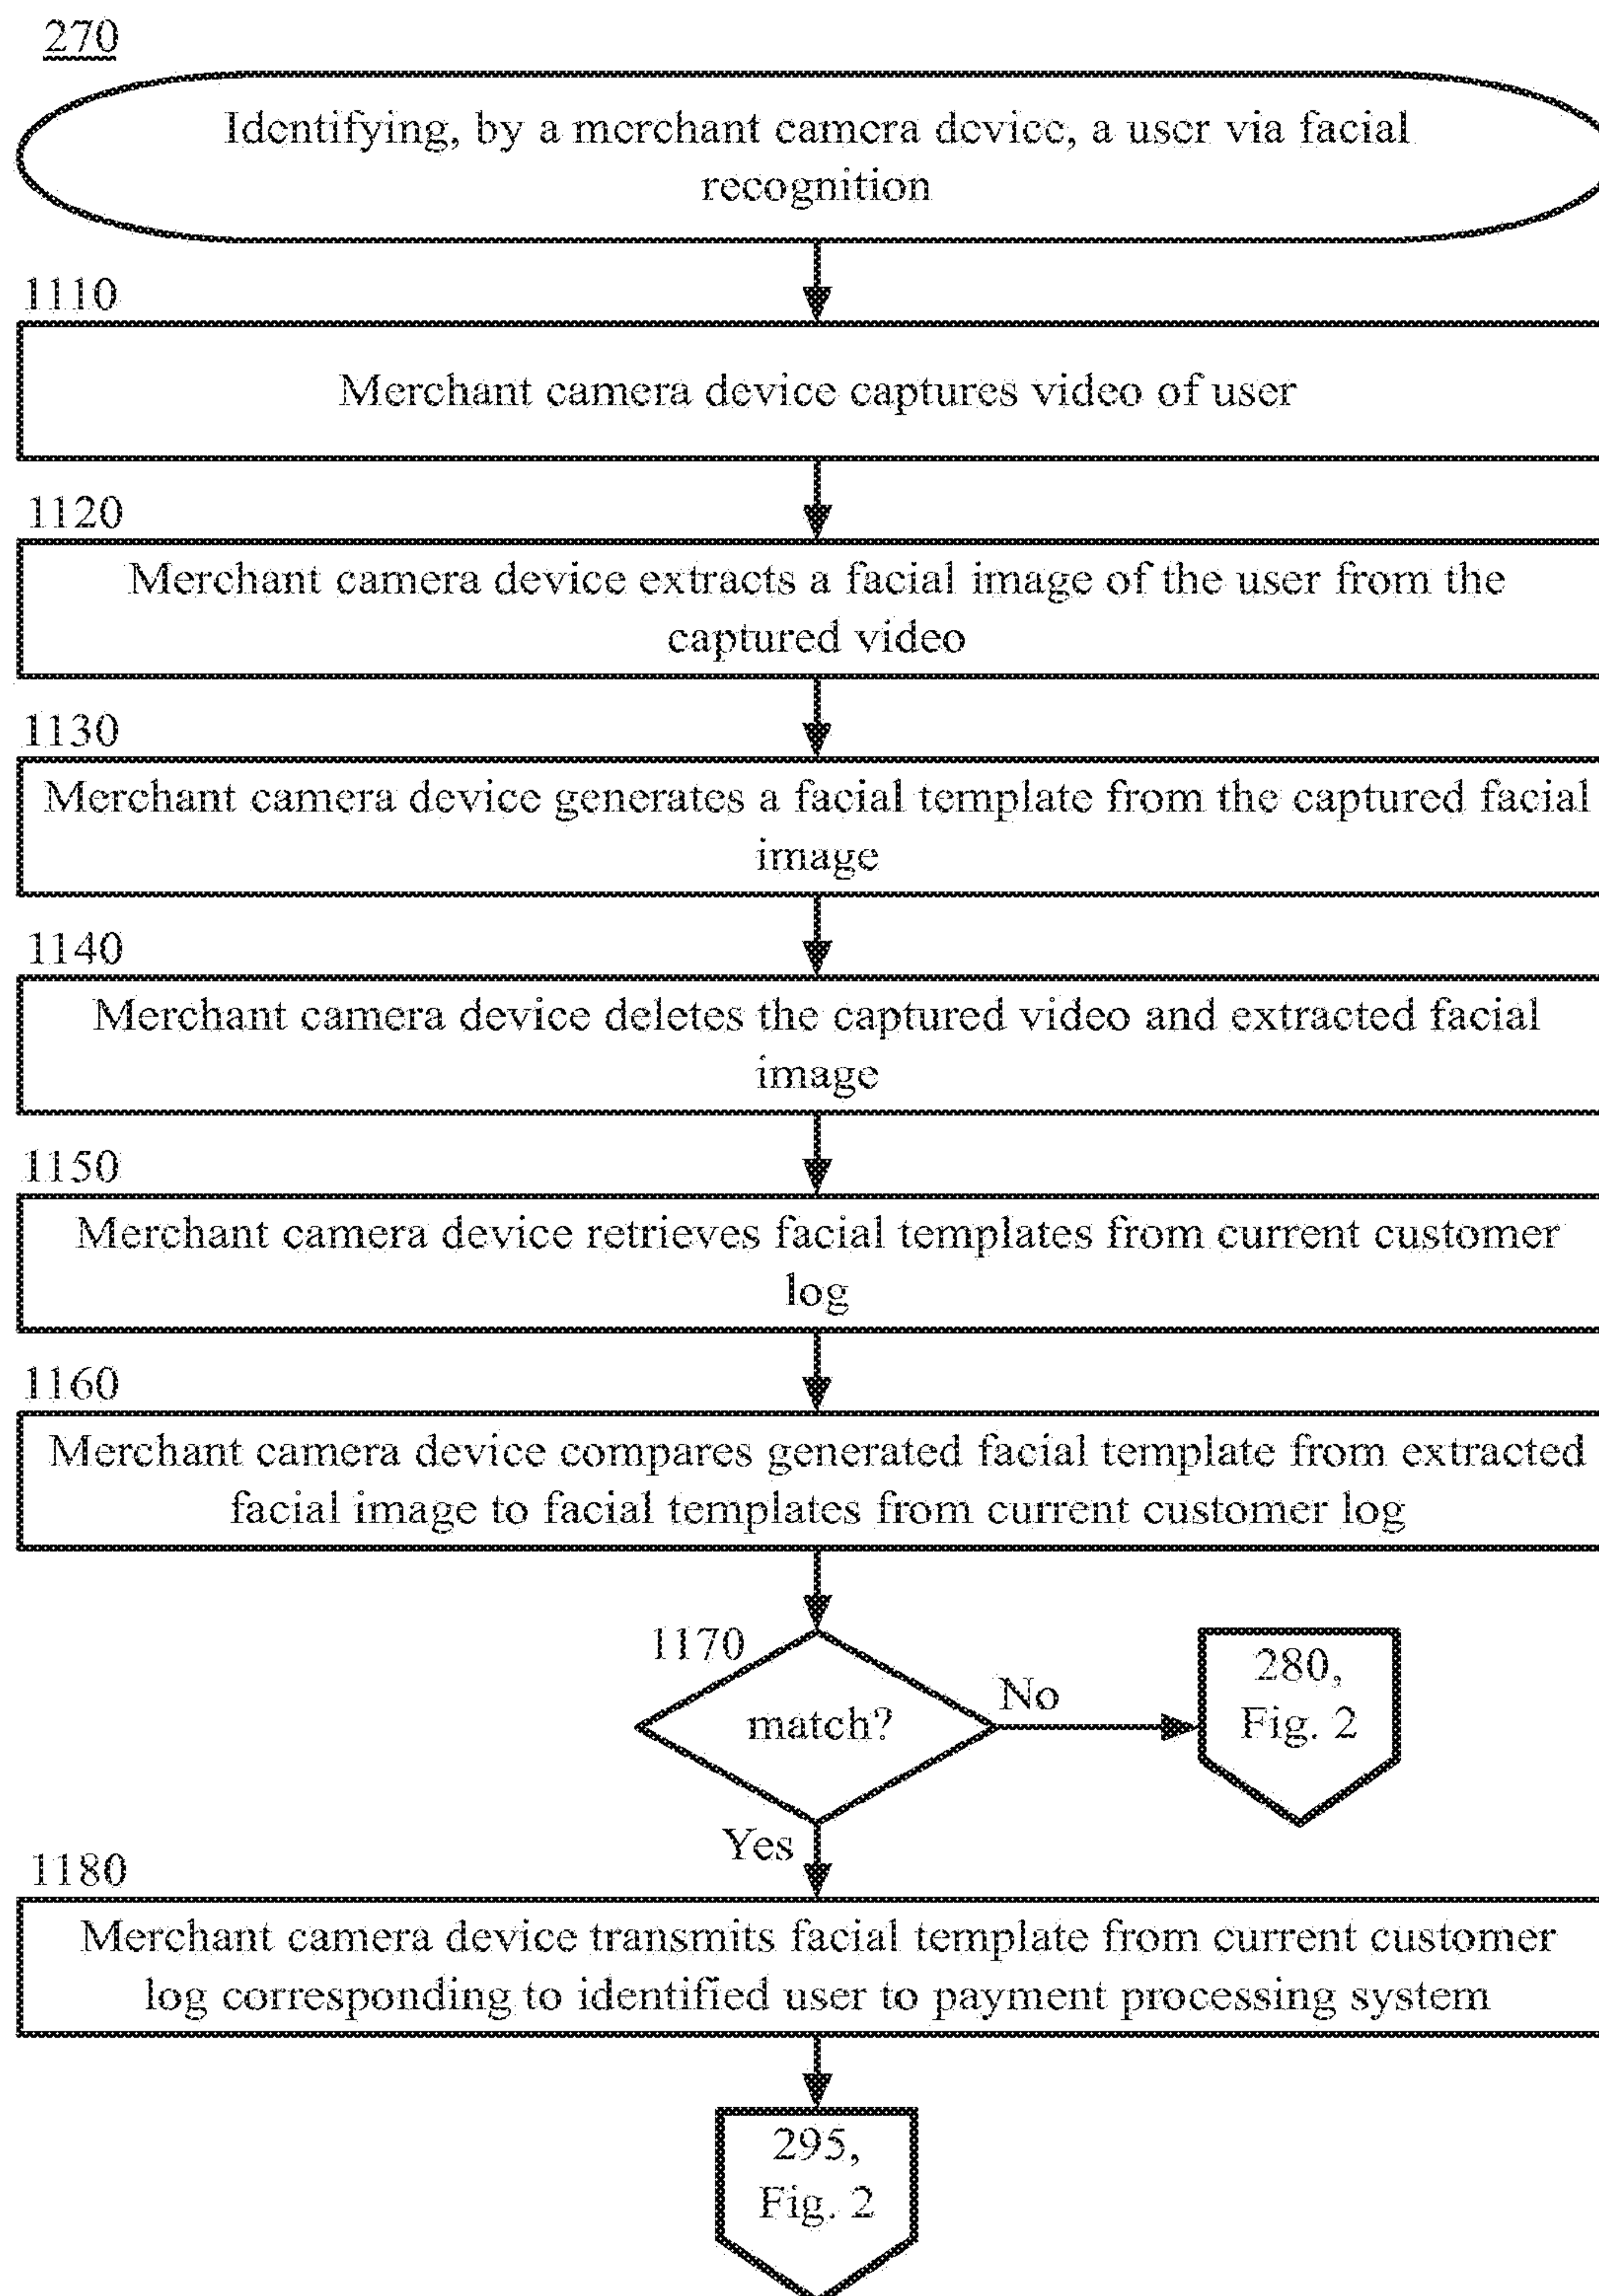 270
Identifying, by a merchant camera device, a user via facial
recognition
1110
Merchant camera device captures video of user
1120
Merchant camera device extracts a facial image of the user from the
captured video
1130
Merchant camera device generates a facial template from the captured facial
image
1140
Merchant camera device deletes the captured video and extracted facial
image
1150
Merchant camera device retrieves facial templates from current customer
log
1160
Merchant camera device compares generated facial template from extracted
facial image to facial templates from current customer log
1170
match?
No
280,
Fig. 2
Yes
1180
Merchant camera device transmits facial template from current customer
log corresponding to identified user to payment processing system
295,
Fig. 2